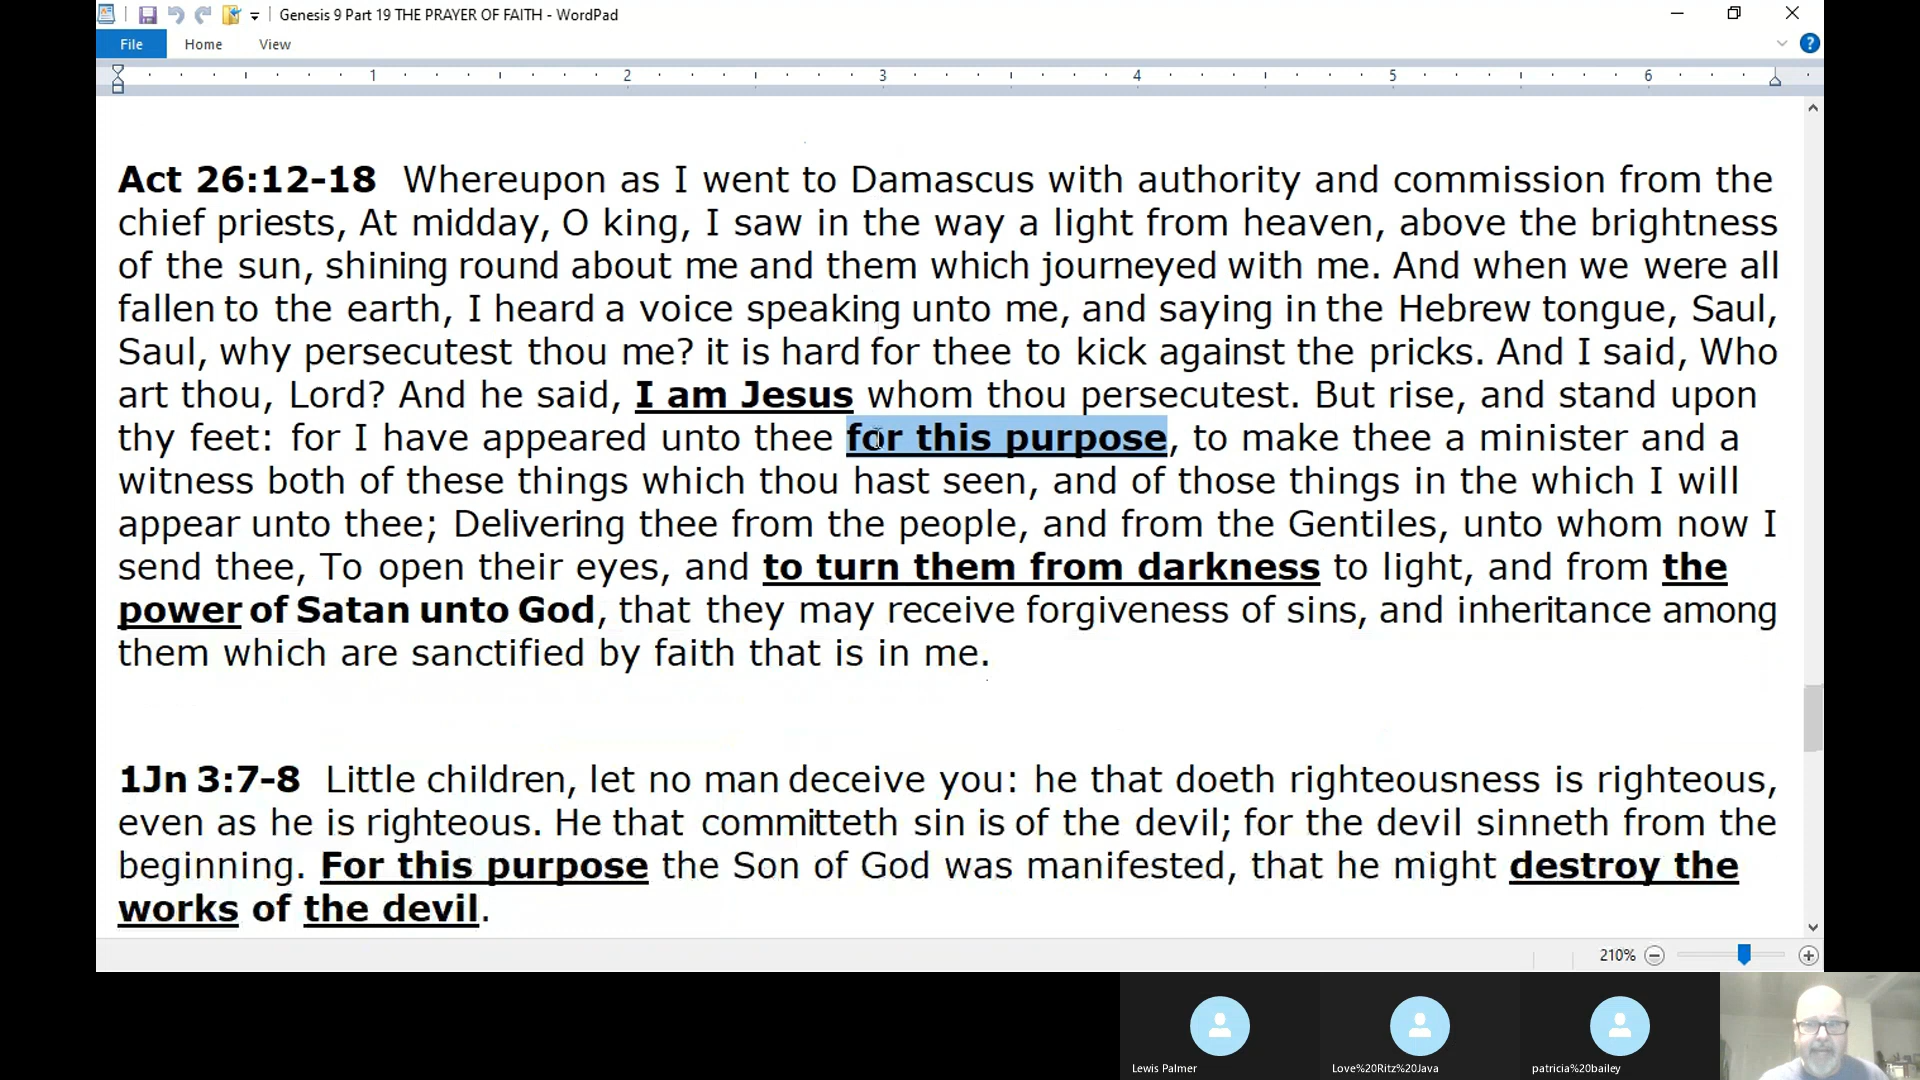 Genesis 9 Part 19 THE PRAYER OF FAITH - WordPad
File Home View
1 2 3 4 5 6
Act 26:12-18 Whereupon as I went to Damascus with authority and commission from the
chief priests, At midday, O king, I saw in the way a light from heaven, above the brightness
of the sun, shining round about me and them which journeyed with me. And when we were all
fallen to the earth, I heard a voice speaking unto me, and saying in the Hebrew tongue, Saul,
Saul, why persecutest thou me? it is hard for thee to kick against the pricks. And I said, Who
art thou, Lord? And he said, I am Jesus whom thou persecutest. But rise, and stand upon
thy feet: for I have appeared unto thee for this purpose, to make thee a minister and a
witness both of these things which thou hast seen, and of those things in the which I will
appear unto thee; Delivering thee from the people, and from the Gentiles, unto whom now I
send thee, To open their eyes, and to turn them from darkness to light, and from the
power of Satan unto God, that they may receive forgiveness of sins, and inheritance among
them which are sanctified by faith that is in me.
1Jn 3:7-8 Little children, let no man deceive you: he that doeth righteousness is righteous,
even as he is righteous. He that committeth sin is of the devil; for the devil sinneth from the
beginning. For this purpose the Son of God was manifested, that he might destroy the
works of the devil.
210%
Lewis Palmer Love%20Ritz%20Java patricia%20bailey